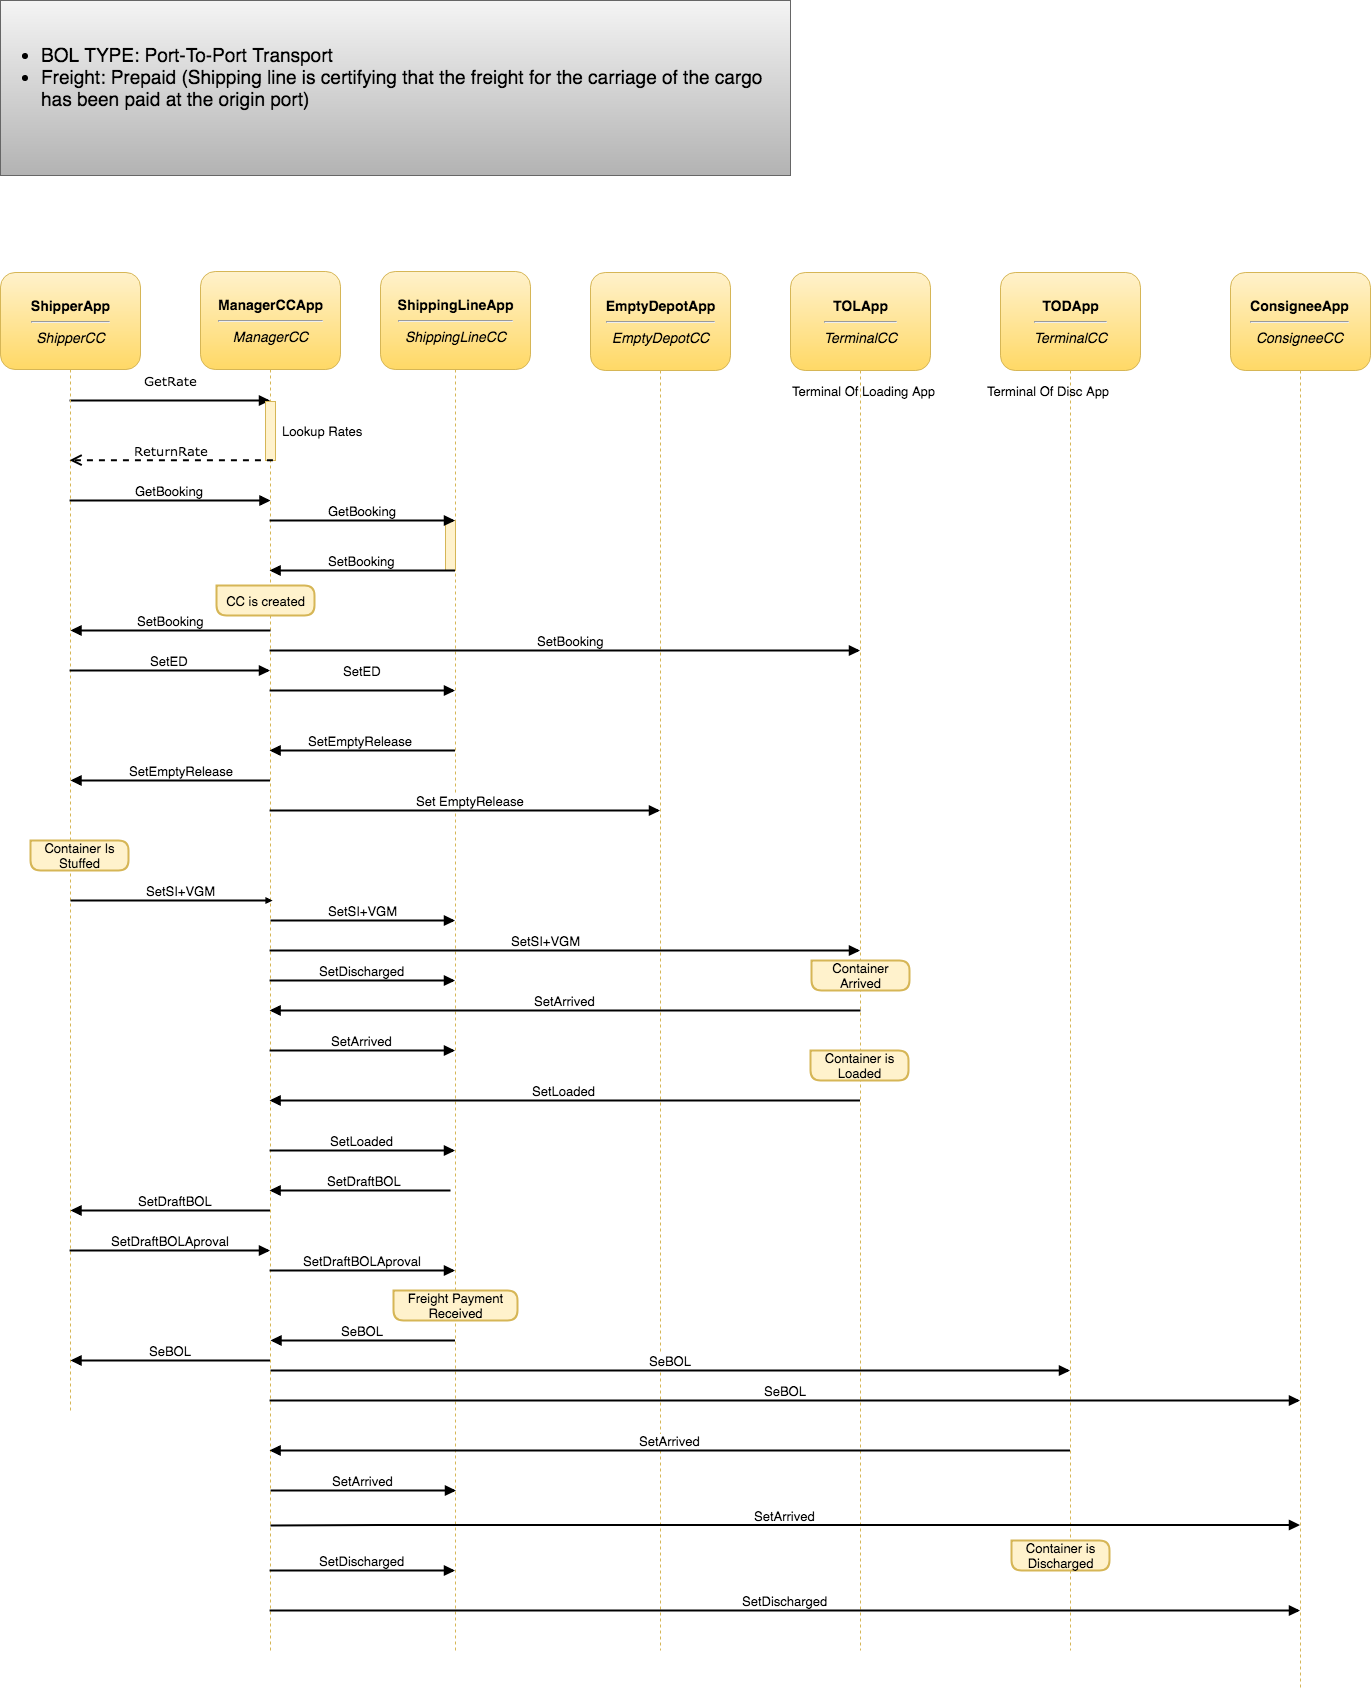 • BOL TYPE: Port-To-Port Transport
• Freight: Prepaid (Shipping line is certifying that the freight for the carriage of the cargo
has been paid at the origin port)
ShipperApp
ShipperCC
ManagerCCApp
ManagerCC
ShippingLineApp
ShippingLineCC
EmptyDepotApp
EmptyDepotCC
TOLApp
TerminalCC
TODApp
TerminalCC
ConsigneeApp
ConsigneeCC
GetRate
Terminal Of Loading App
Terminal Of Disc App
Lookup Rates
ReturnRate
GetBooking
GetBooking
SetBooking
CC is created
SetBooking
SetBooking
SetED
SetED
SetEmptyRelease
SetEmptyRelease
Set EmptyRelease
Container Is
Stuffed
SetSI+VGM
SetSI+VGM
SetSI+VGM
Container
Arrived
SetDischarged
SetArrived
SetArrived
Container is
Loaded
SetLoaded
SetLoaded
SetDraftBOL
SetDraftBOL
SetDraftBOLAproval
SetDraftBOLAproval
Freight Payment
Received
SeBOL
SeBOL
SeBOL
SeBOL
SetArrived
SetArrived
SetArrived
Container is
Discharged
SetDischarged
SetDischarged